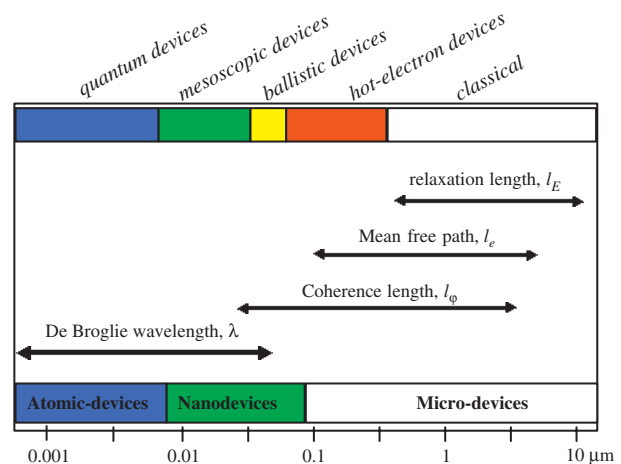 quantum devices
mesoscopic devices
ballistic devices
hot-electron devices
classical
relaxation length, l_E
Mean free path, l_e
Coherence length, l_φ
De Broglie wavelength, λ
Atomic-devices
Nanodevices
Micro-devices
0.001
0.01
0.1
1
10 μm